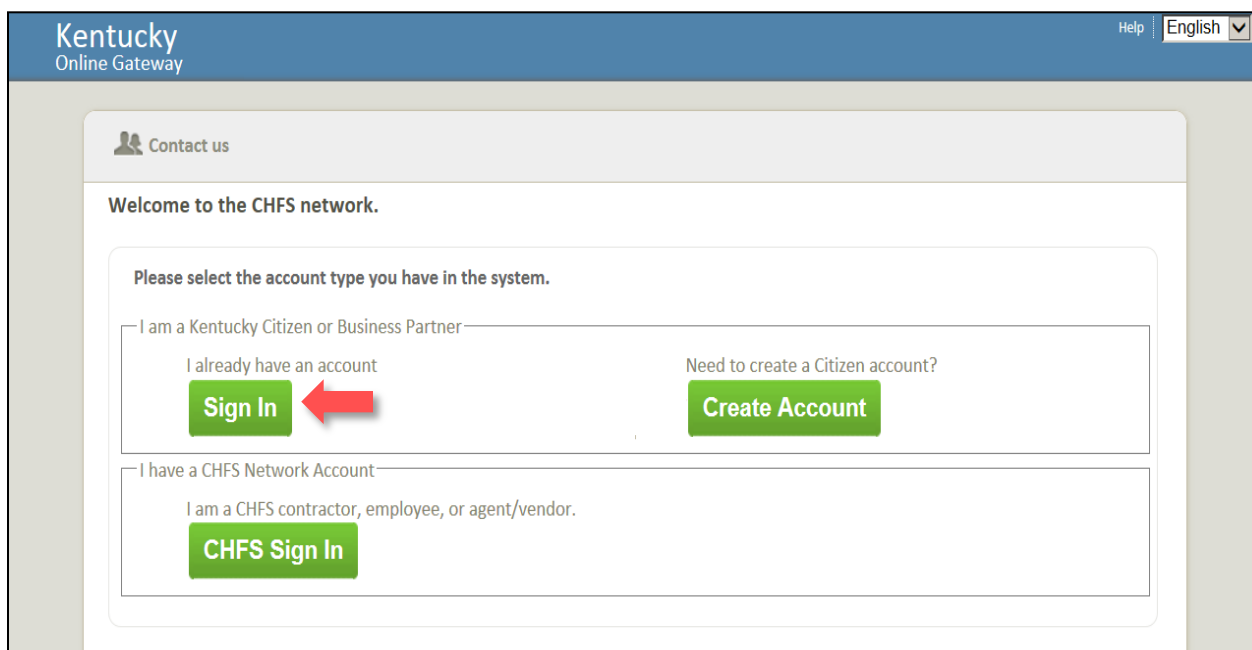 Kentucky
Online Gateway
Help
English
Contact us
Welcome to the CHFS network.
Please select the account type you have in the system.
I am a Kentucky Citizen or Business Partner
I already have an account
Need to create a Citizen account?
Sign In
Create Account
I have a CHFS Network Account
I am a CHFS contractor, employee, or agent/vendor.
CHFS Sign In